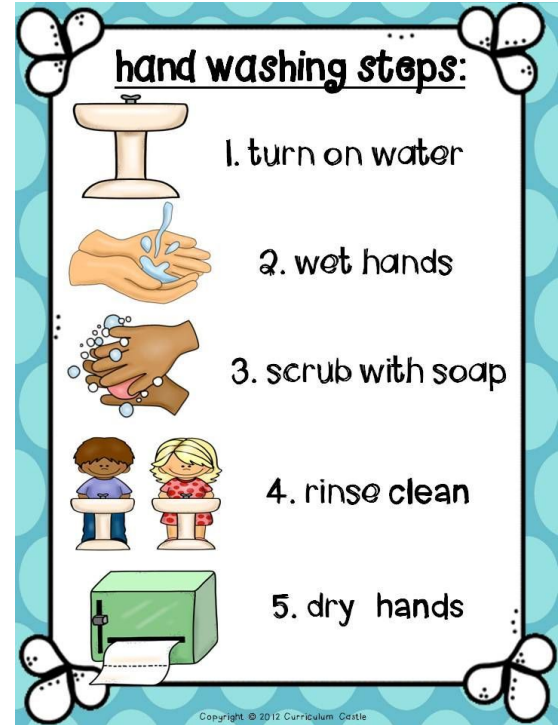 hand washing steps:
1. turn on water
2. wet hands
3. scrub with soap
4. rinse clean
5. dry hands
Copyright © 2012 Curriculum Castle